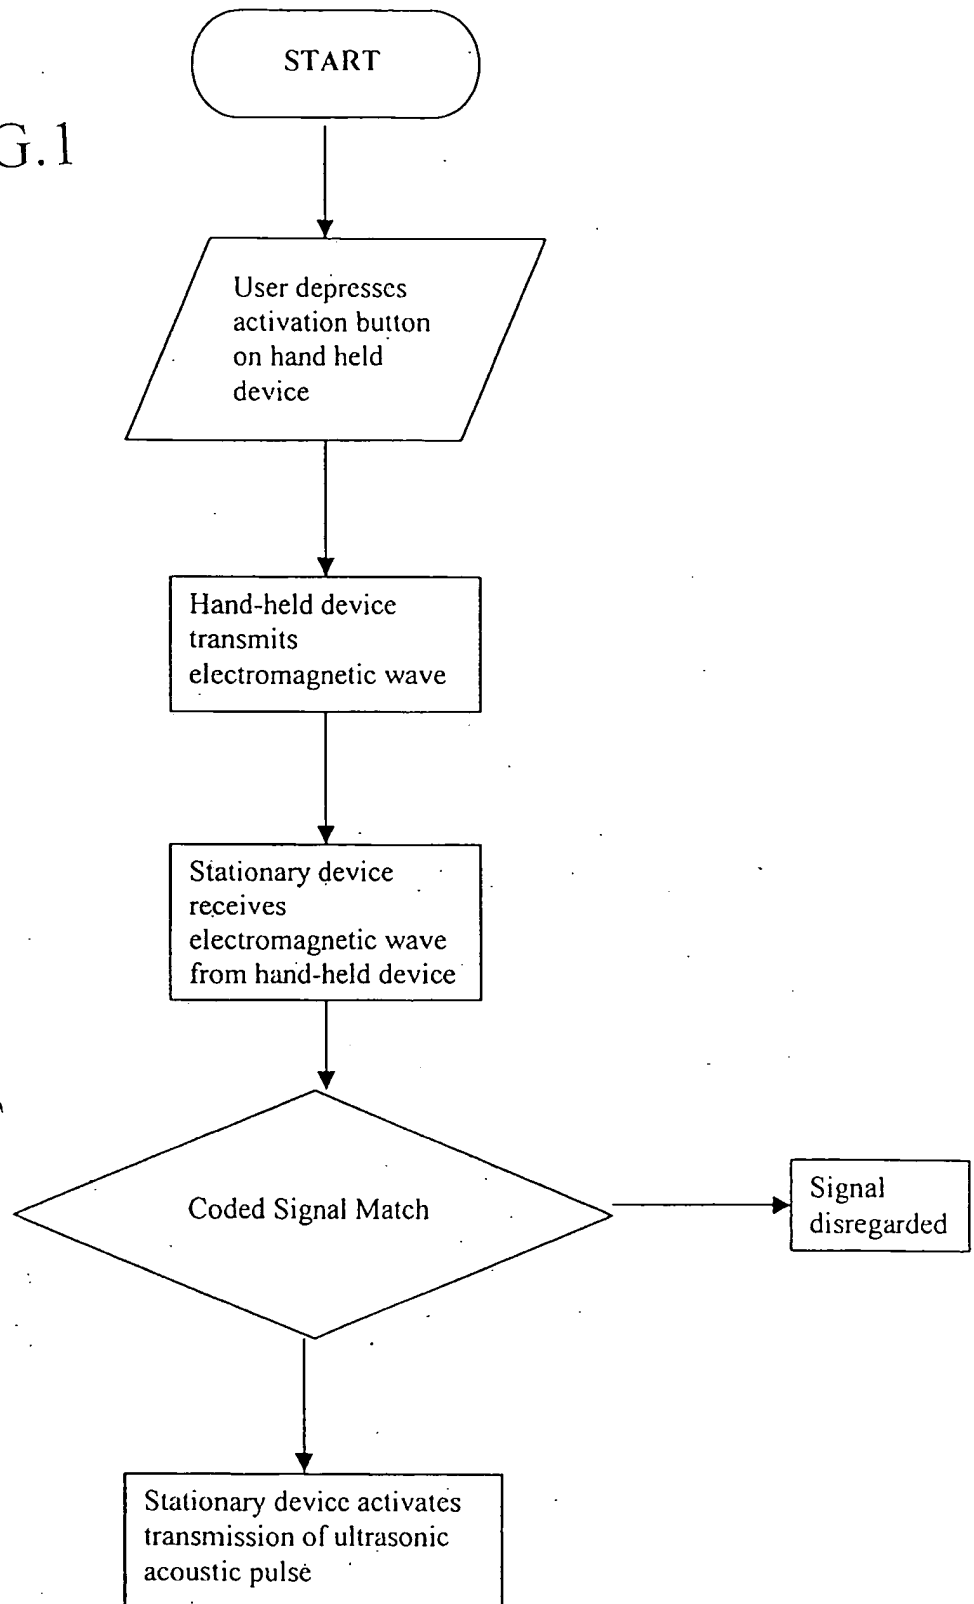 START
G.1
User depresses
activation button
on hand held
device
Hand-held device
transmits
electromagnetic wave
Stationary device
receives
electromagnetic wave
from hand-held device
Coded Signal Match
Signal
disregarded
Stationary device activates
transmission of ultrasonic
acoustic pulse